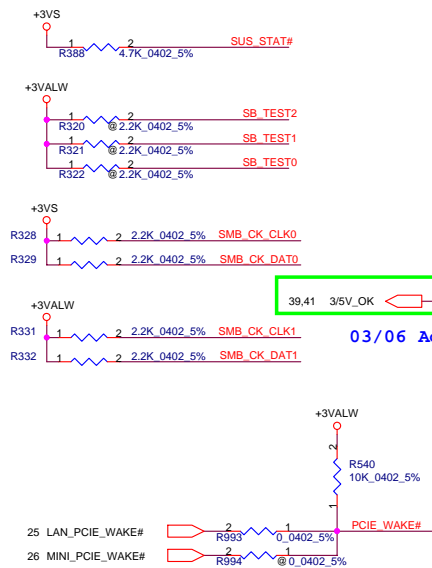 +3VS
1 2 SUS_STAT#
R388 4.7K_0402_5%
+3VALW
1 2 SB_TEST2
R320 @ 2.2K_0402_5%
1 2 SB_TEST1
R321 @ 2.2K_0402_5%
1 2 SB_TEST0
R322 @ 2.2K_0402_5%
+3VS
R328 1 2 2.2K_0402_5% SMB_CK_CLK0
R329 1 2 2.2K_0402_5% SMB_CK_DAT0
39,41 3/5V_OK
+3VALW
R331 1 2 2.2K_0402_5% SMB_CK_CLK1
03/06
R332 1 2 2.2K_0402_5% SMB_CK_DAT1
+3VALW
2
R540
10K_0402_5%
1
25 LAN_PCIE_WAKE# 2 1 PCIE_WAKE#
R993 0_0402_5%
26 MINI_PCIE_WAKE# 2 1
R994 @ 0_0402_5%